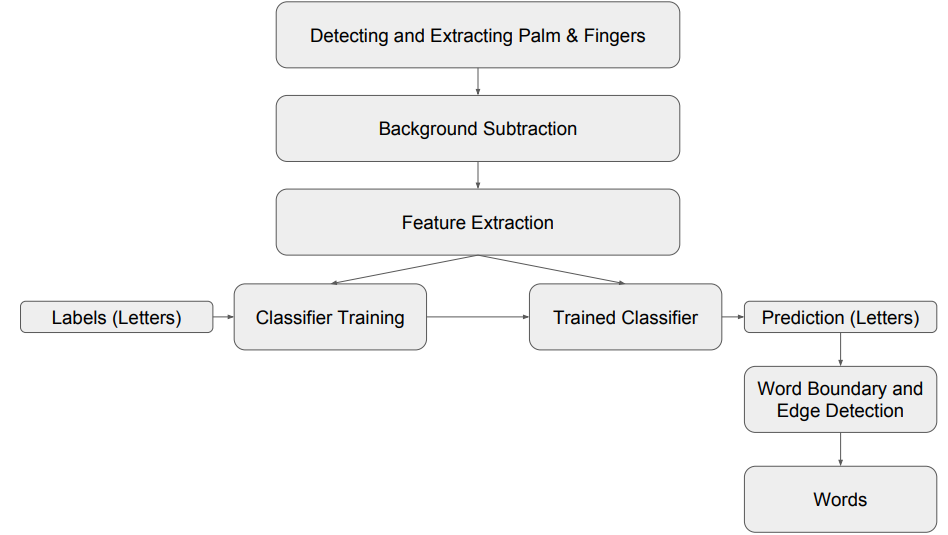 Detecting and Extracting Palm & Fingers
Background Subtraction
Feature Extraction
Labels (Letters)
Classifier Training
Trained Classifier
Prediction (Letters)
Word Boundary and
Edge Detection
Words